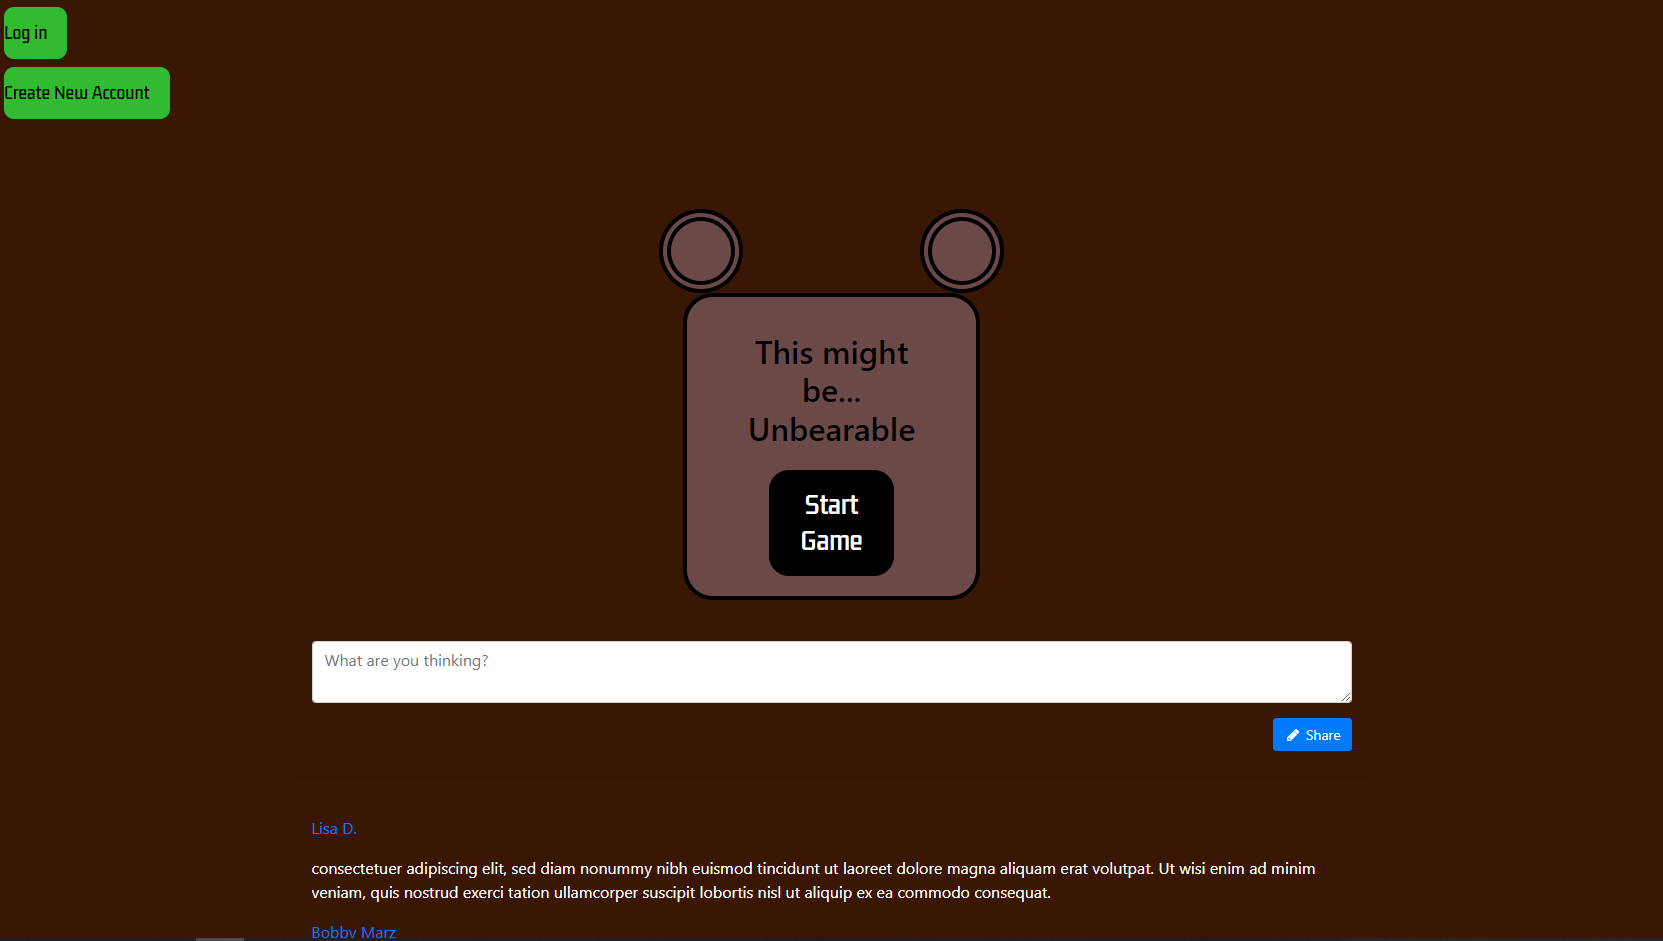 Log in
Create New Account
This might
be...
Unbearable
Start
Game
What are you thinking?
Share
Lisa D.
consectetuer adipiscing elit, sed diam nonummy nibh euismod tincidunt ut laoreet dolore magna aliquam erat volutpat. Ut wisi enim ad minim
veniam, quis nostrud exerci tation ullamcorper suscipit lobortis nisl ut aliquip ex ea commodo consequat.
Bobby Marz